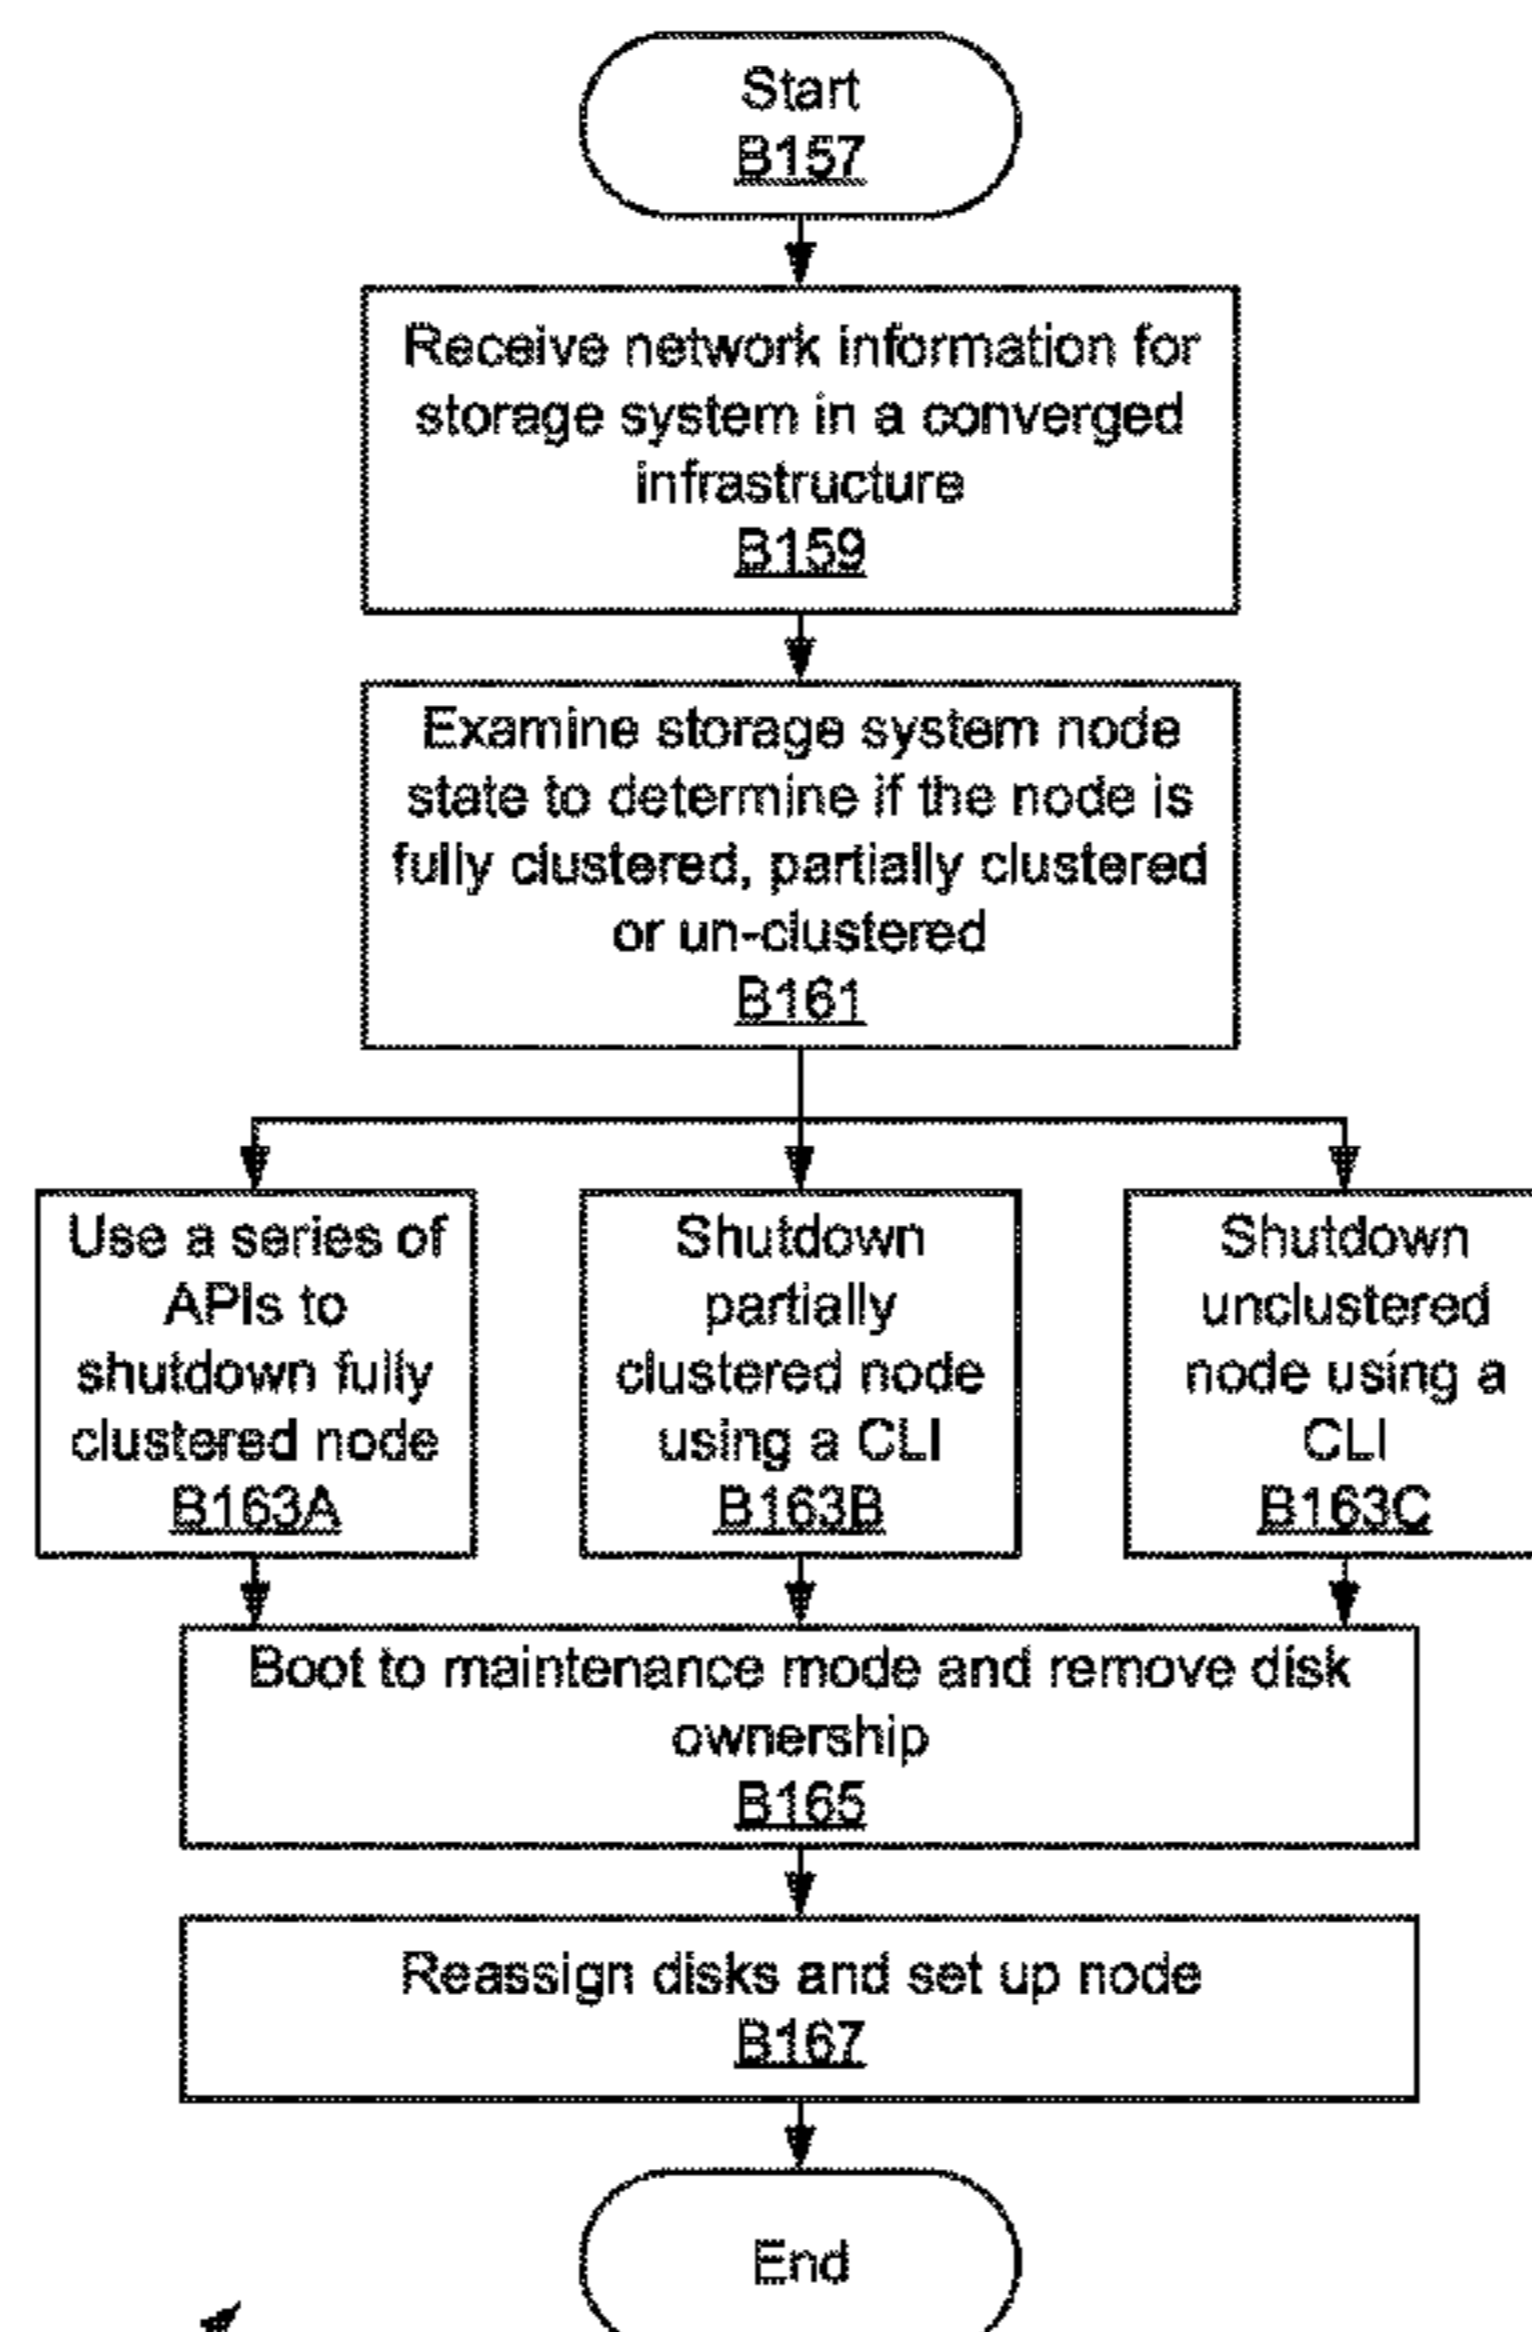 Start
B157
Receive network information for
storage system in a converged
infrastructure
B159
Examine storage system node
state to determine if the node is
fully clustered, partially clustered
or un-clustered
B161
Use a series of
APIs to
shutdown fully
clustered node
B163A
Shutdown
partially
clustered node
using a CLI
B163B
Shutdown
unclustered
node using a
CLI
B163C
Boot to maintenance mode and remove disk
ownership
B165
Reassign disks and set up node
B167
End